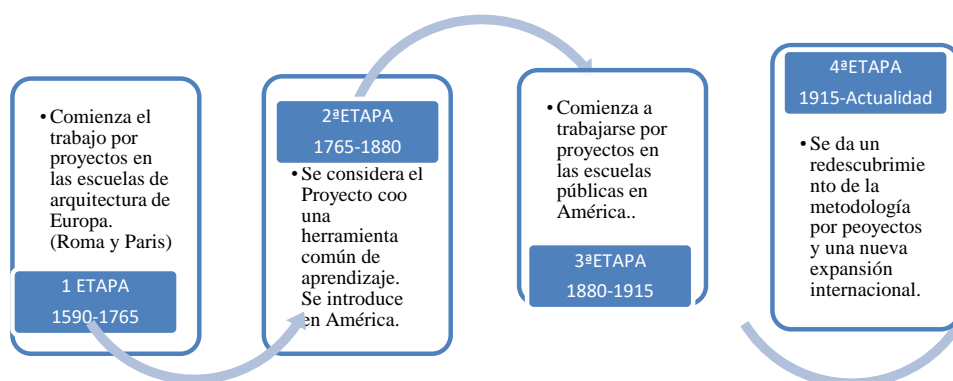 • Comienza el
trabajo por
proyectos en
las escuelas de
arquitectura de
Europa.
(Roma y Paris)
1 ETAPA
1590-1765
2ªETAPA
1765-1880
• Se considera el
Proyecto coo
una
herramienta
común de
aprendizaje.
Se introduce
en América.
• Comienza a
trabajarse por
proyectos en
las escuelas
públicas en
América..
3ªETAPA
1880-1915
4ªETAPA
1915-Actualidad
• Se da un
redescubrimie
nto de la
metodología
por peoyectos
y una nueva
expansión
internacional.